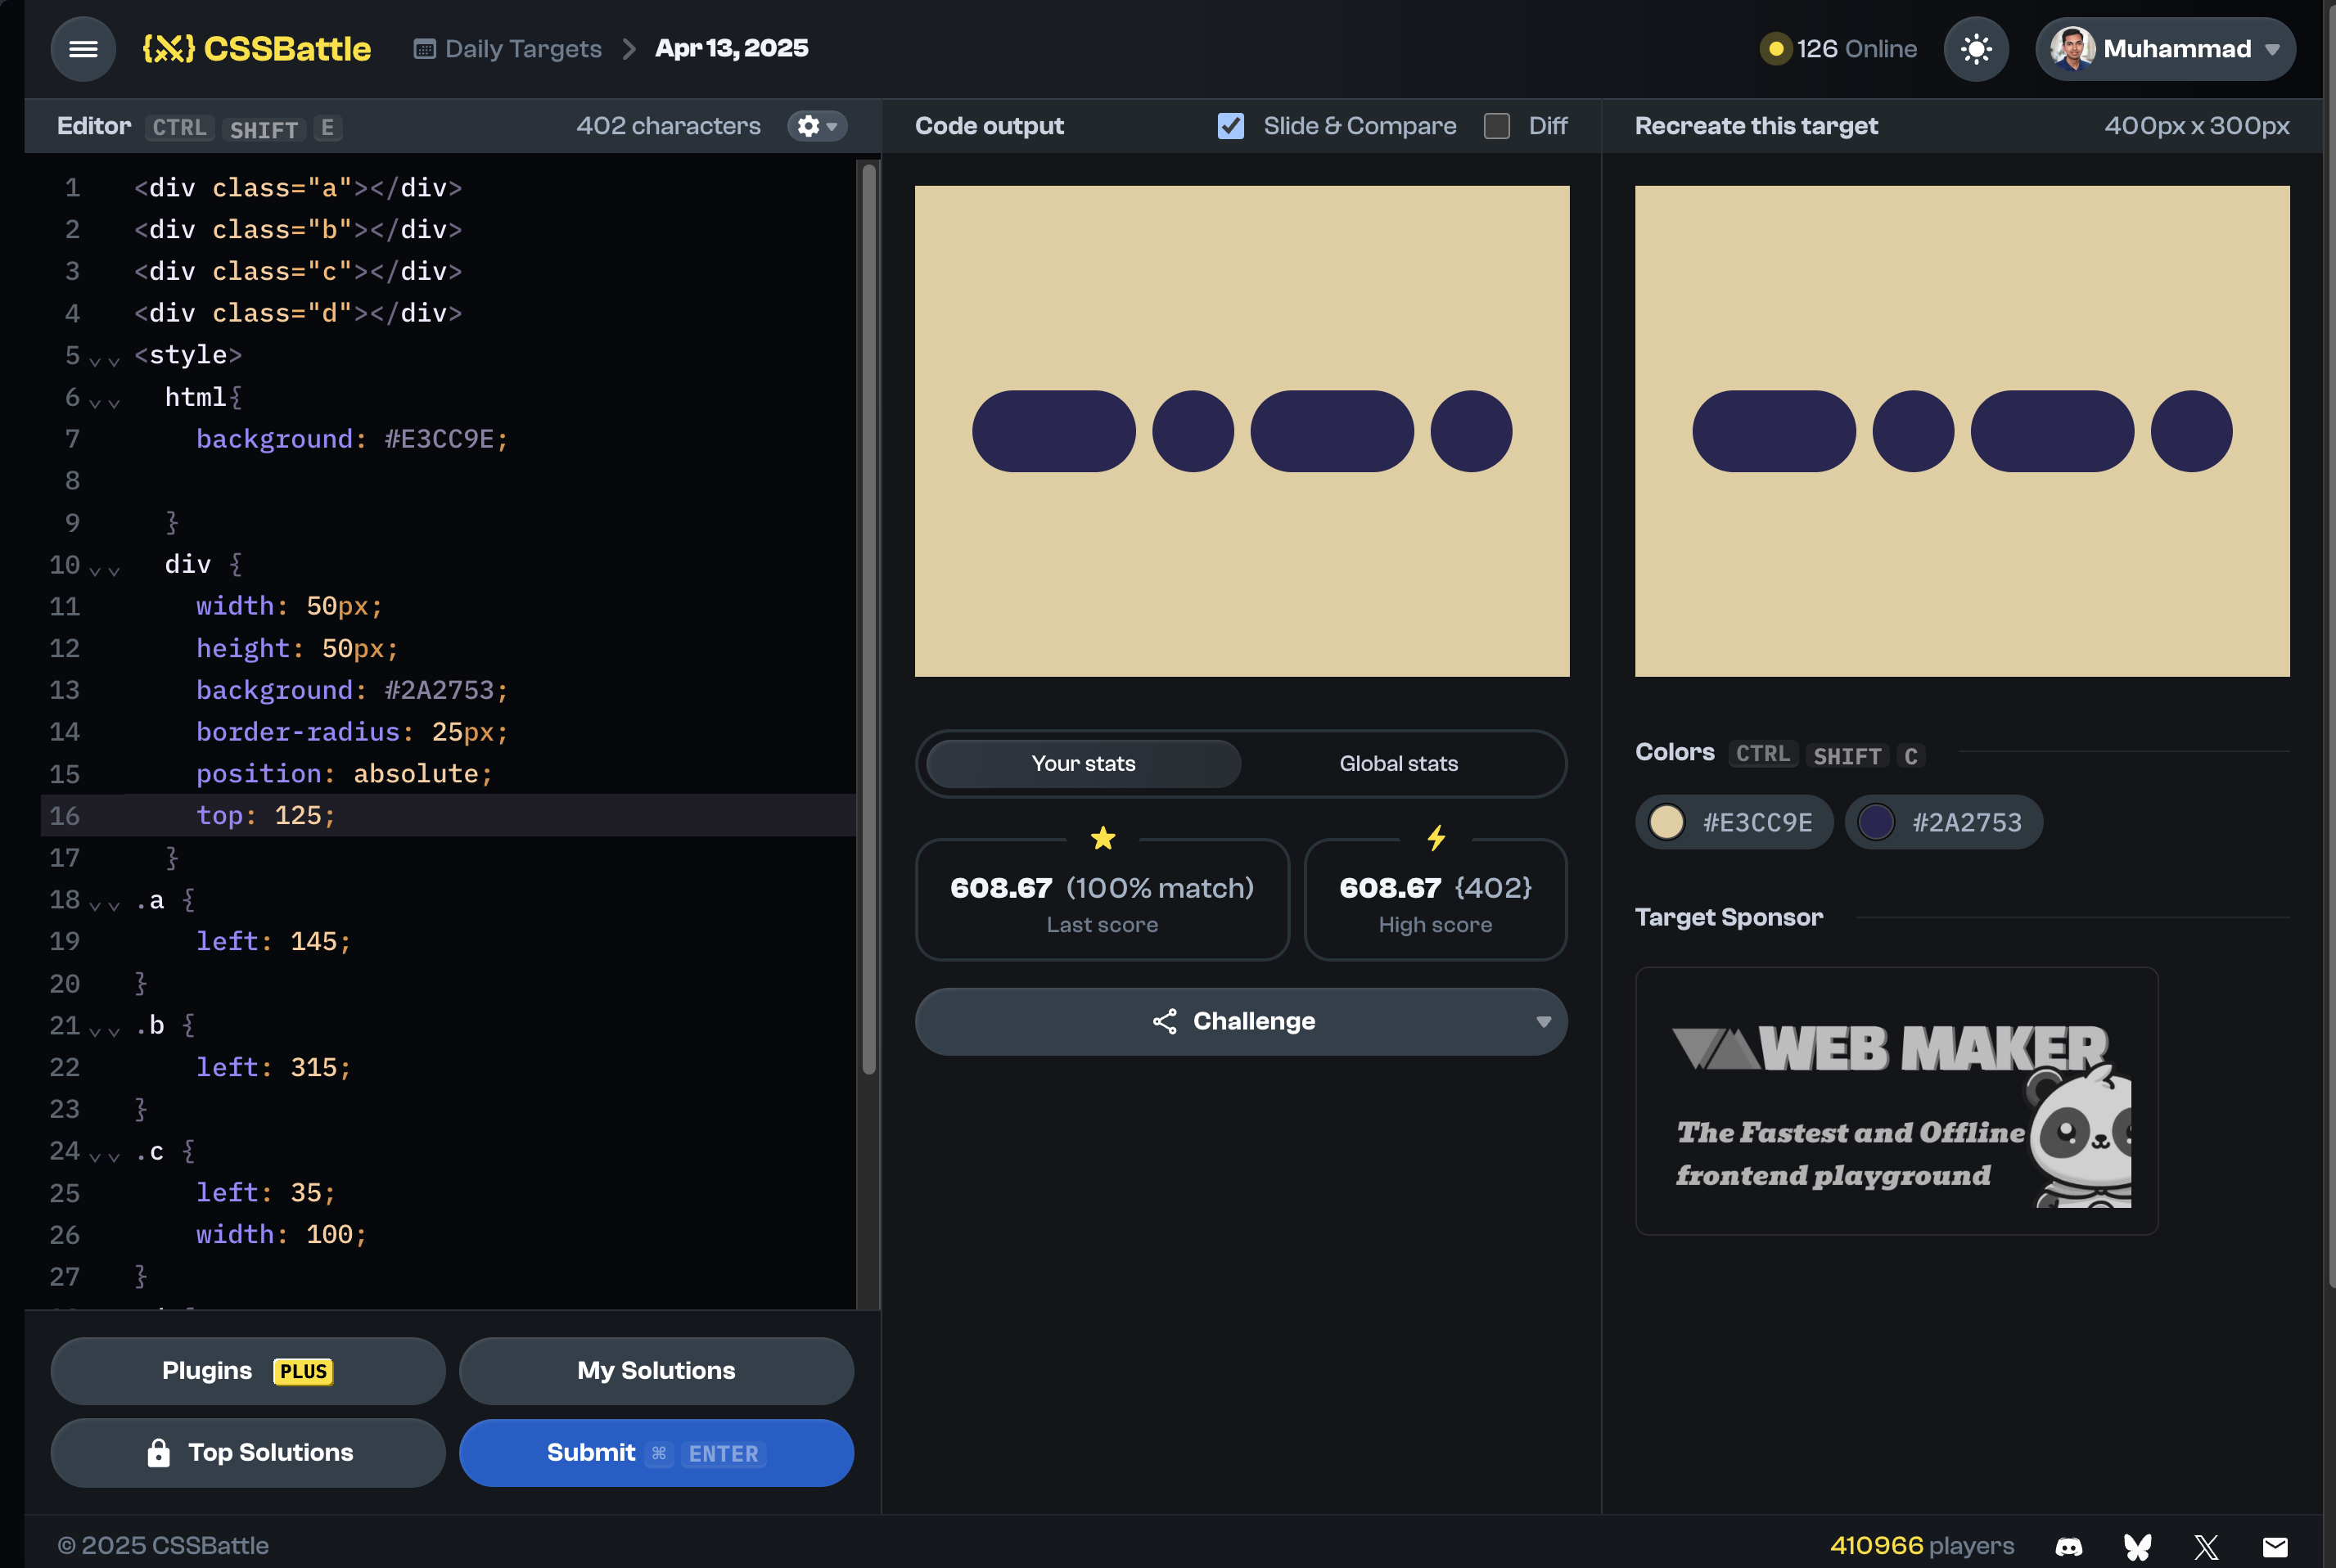 CSSBattle
Daily Targets
Apr 13, 2025
126 Online
Muhammad
Editor CTRL SHIFT E
402 characters
1 <div class="a"></div>
2 <div class="b"></div>
3 <div class="c"></div>
4 <div class="d"></div>
5 <style>
6 html{
7 background: #E3CC9E;
8
9 }
10 div {
11 width: 50px;
12 height: 50px;
13 background: #2A2753;
14 border-radius: 25px;
15 position: absolute;
16 top: 125;
17 }
18 .a {
19 left: 145;
20 }
21 .b {
22 left: 315;
23 }
24 .c {
25 left: 35;
26 width: 100;
27 }
Plugins PLUS
My Solutions
Top Solutions
Submit ⌘ ENTER
Code output
Slide & Compare
Diff
Your stats
Global stats
608.67 (100% match)
Last score
608.67 {402}
High score
Challenge
Recreate this target
400px x 300px
Colors CTRL SHIFT C
#E3CC9E
#2A2753
Target Sponsor
WEB MAKER
The Fastest and Offline
frontend playground
© 2025 CSSBattle
410966 players